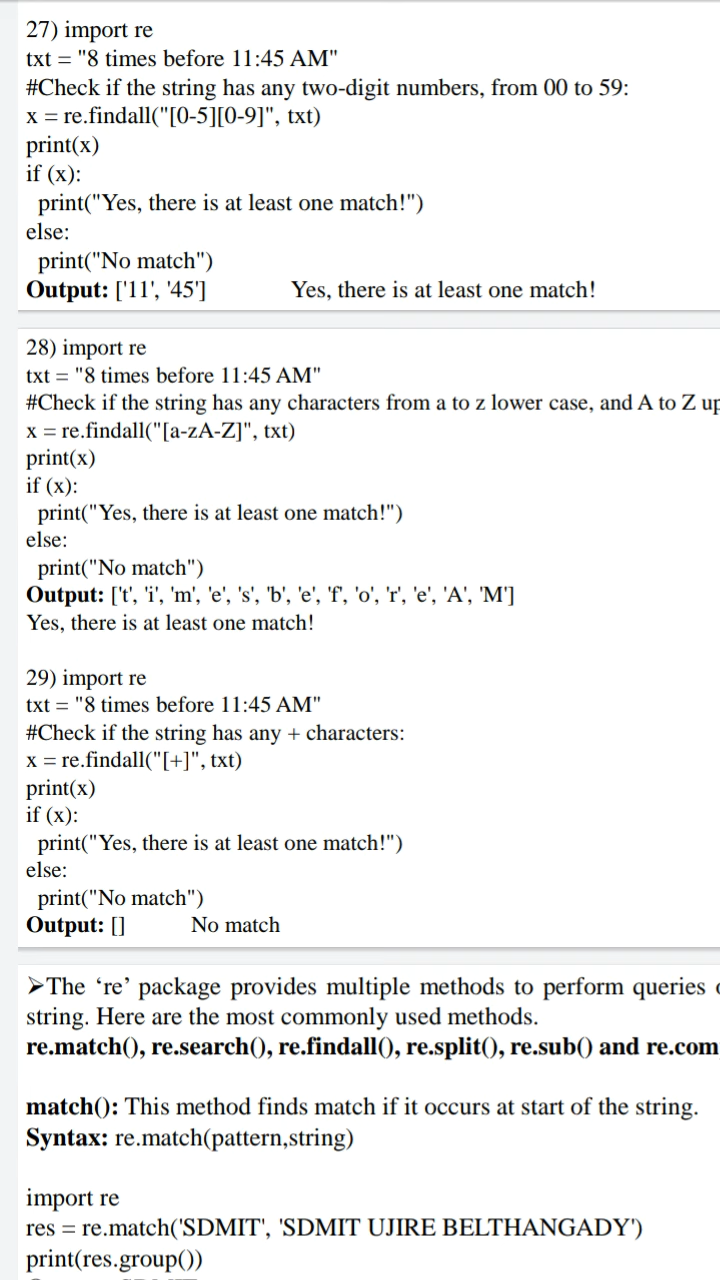 27) import re
txt = "8 times before 11:45 AM"
#Check if the string has any two-digit numbers, from 00 to 59:
x = re.findall("[0-5][0-9]", txt)
print(x)
if (x):
  print("Yes, there is at least one match!")
else:
  print("No match")
Output: ['11', '45'] Yes, there is at least one match!
28) import re
txt = "8 times before 11:45 AM"
#Check if the string has any characters from a to z lower case, and A to Z up
x = re.findall("[a-zA-Z]", txt)
print(x)
if (x):
  print("Yes, there is at least one match!")
else:
  print("No match")
Output: ['t', 'i', 'm', 'e', 's', 'b', 'e', 'f', 'o', 'r', 'e', 'A', 'M']
Yes, there is at least one match!
29) import re
txt = "8 times before 11:45 AM"
#Check if the string has any + characters:
x = re.findall("[+]", txt)
print(x)
if (x):
  print("Yes, there is at least one match!")
else:
  print("No match")
Output: [] No match
➢The ‘re’ package provides multiple methods to perform queries
string. Here are the most commonly used methods.
re.match(), re.search(), re.findall(), re.split(), re.sub() and re.com
match(): This method finds match if it occurs at start of the string.
Syntax: re.match(pattern,string)
import re
res = re.match('SDMIT', 'SDMIT UJIRE BELTHANGADY')
print(res.group())